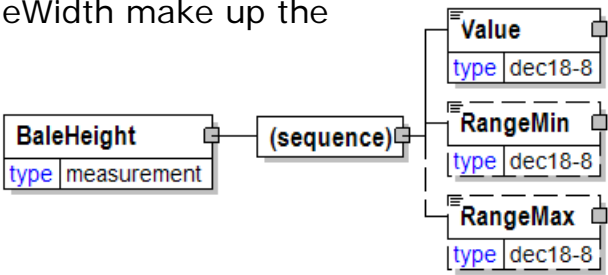 eWidth make up the
Value
type dec18-8
RangeMin
type dec18-8
BaleHeight
type measurement
(sequence)
RangeMax
type dec18-8